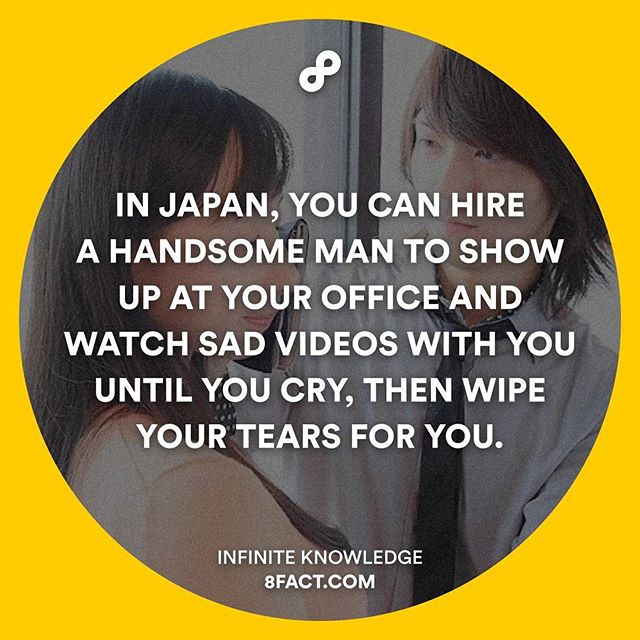 IN JAPAN, YOU CAN HIRE
A HANDSOME MAN TO SHOW
UP AT YOUR OFFICE AND
WATCH SAD VIDEOS WITH YOU
UNTIL YOU CRY, THEN WIPE
YOUR TEARS FOR YOU.
INFINITE KNOWLEDGE
8FACT.COM